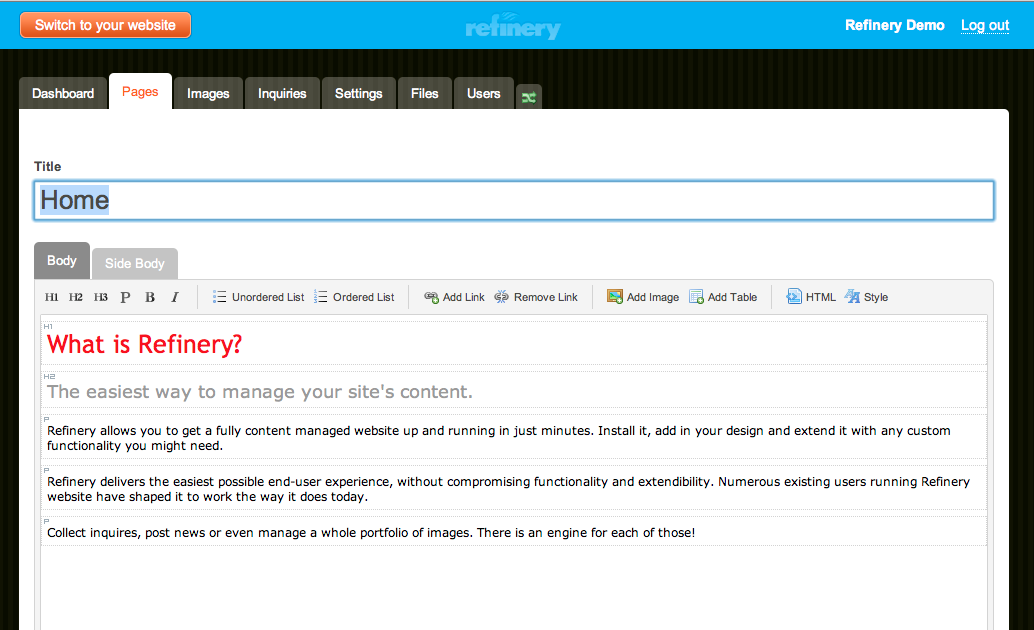 Switch to your website
refinery
Refinery Demo
Log out
Dashboard
Pages
Images
Inquiries
Settings
Files
Users
Title
Home
Body
Side Body
H1 H2 H3 P B I Unordered List Ordered List Add Link Remove Link Add Image Add Table HTML Style
H1
What is Refinery?
H2
The easiest way to manage your site's content.
P
Refinery allows you to get a fully content managed website up and running in just minutes. Install it, add in your design and extend it with any custom
functionality you might need.
P
Refinery delivers the easiest possible end-user experience, without compromising functionality and extendibility. Numerous existing users running Refinery
website have shaped it to work the way it does today.
P
Collect inquires, post news or even manage a whole portfolio of images. There is an engine for each of those!